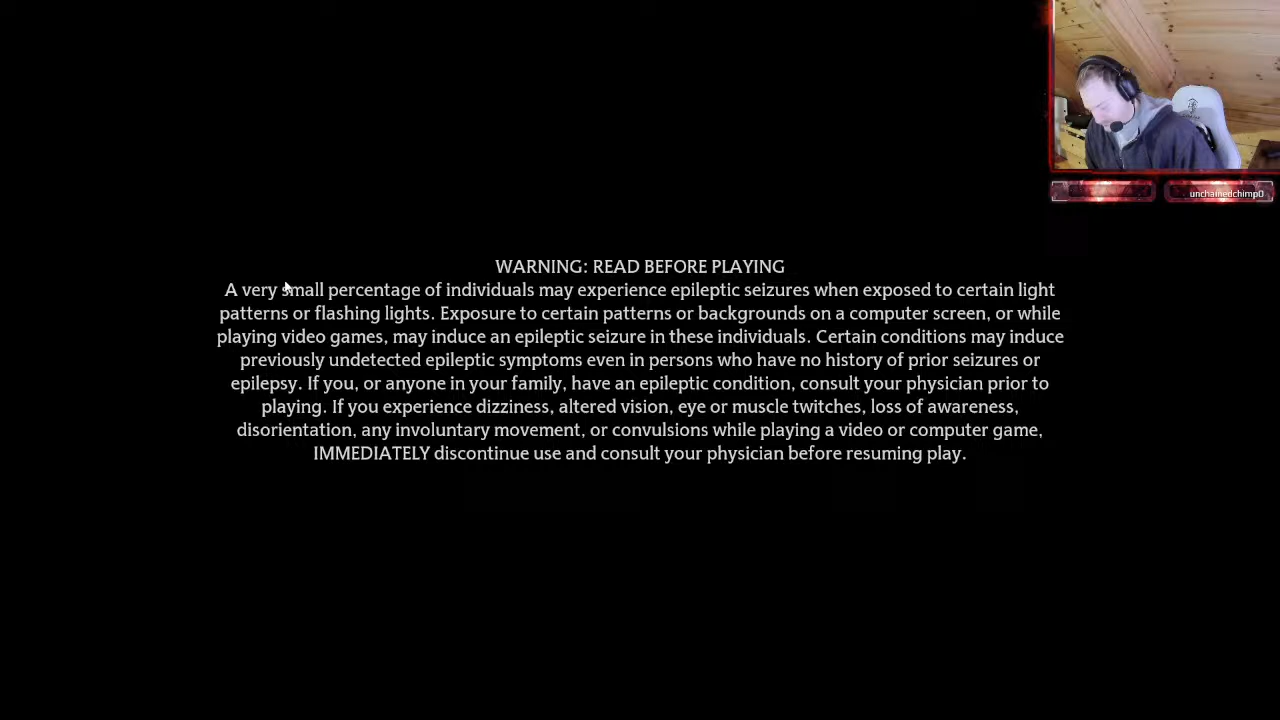 unchainedchimp0
WARNING: READ BEFORE PLAYING
A very small percentage of individuals may experience epileptic seizures when exposed to certain light
patterns or flashing lights. Exposure to certain patterns or backgrounds on a computer screen, or while
playing video games, may induce an epileptic seizure in these individuals. Certain conditions may induce
previously undetected epileptic symptoms even in persons who have no history of prior seizures or
epilepsy. If you, or anyone in your family, have an epileptic condition, consult your physician prior to
playing. If you experience dizziness, altered vision, eye or muscle twitches, loss of awareness,
disorientation, any involuntary movement, or convulsions while playing a video or computer game,
IMMEDIATELY discontinue use and consult your physician before resuming play.